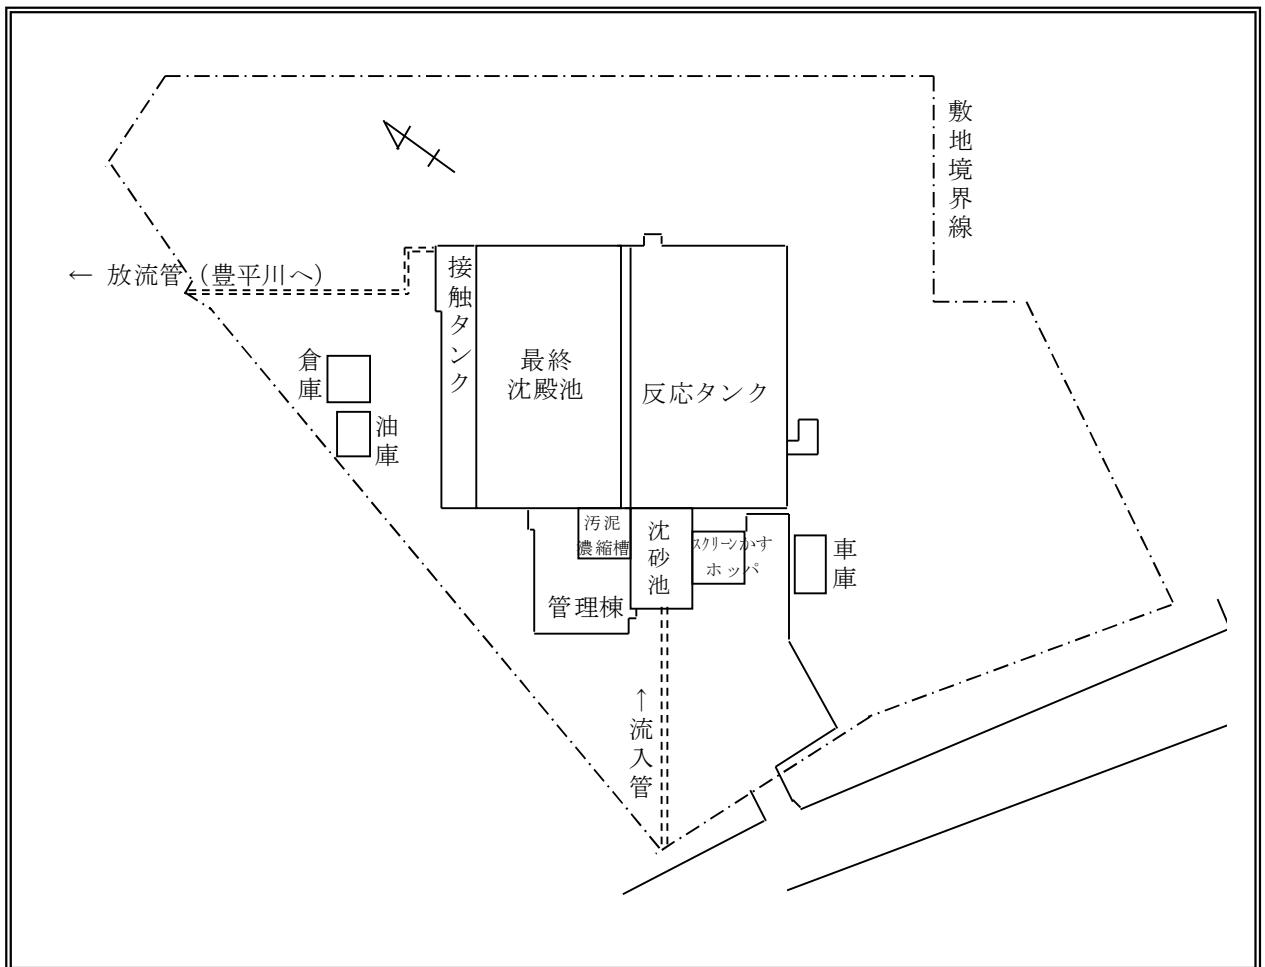 敷地境界線
← 放流管（豊平川へ）
接触タンク
最終
沈殿池
反応タンク
倉庫
油庫
汚泥
濃縮槽
沈砂池
スクリーンかす
ホッパ
車庫
管理棟
↑流入管